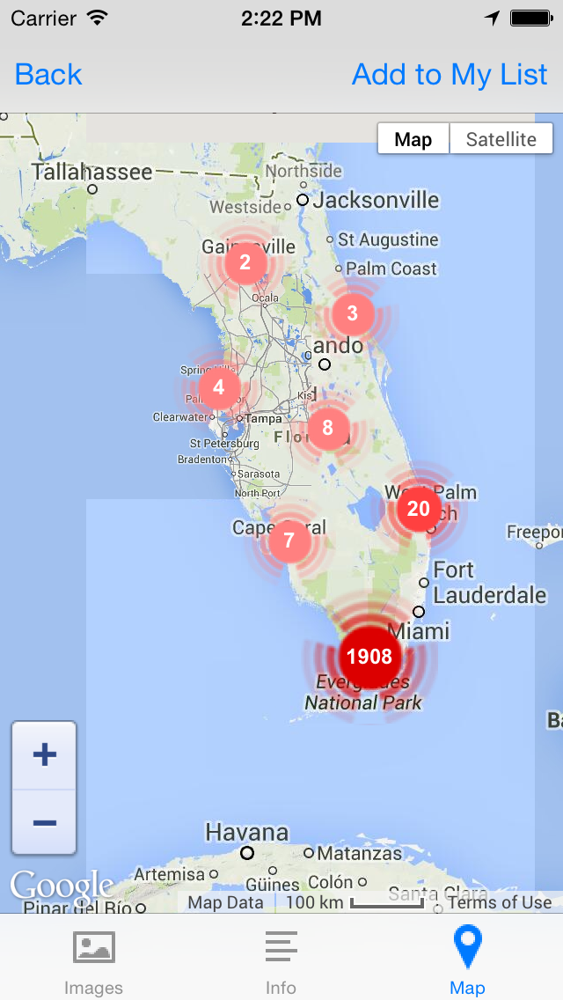 Carrier 2:22 PM
Back Add to My List
Map Satellite
Tallahassee
Northside
Westside
Jacksonville
St Augustine
Gainesville
2
Palm Coast
Ocala
3
ando
Spring Hill
4
Kis
Clearwater
Tampa
8
St Petersburg
Bradenton
Sarasota
North Port
West Palm
20
ch
Cape Coral
7
Freepor
Fort
Lauderdale
Miami
1908
Everglades
National Park
Ba
+
−
Havana
Matanzas
Artemisa
Güines
Colón
Santa Clara
Google
Pinar del Río
Map Data 100 km Terms of Use
Images Info Map